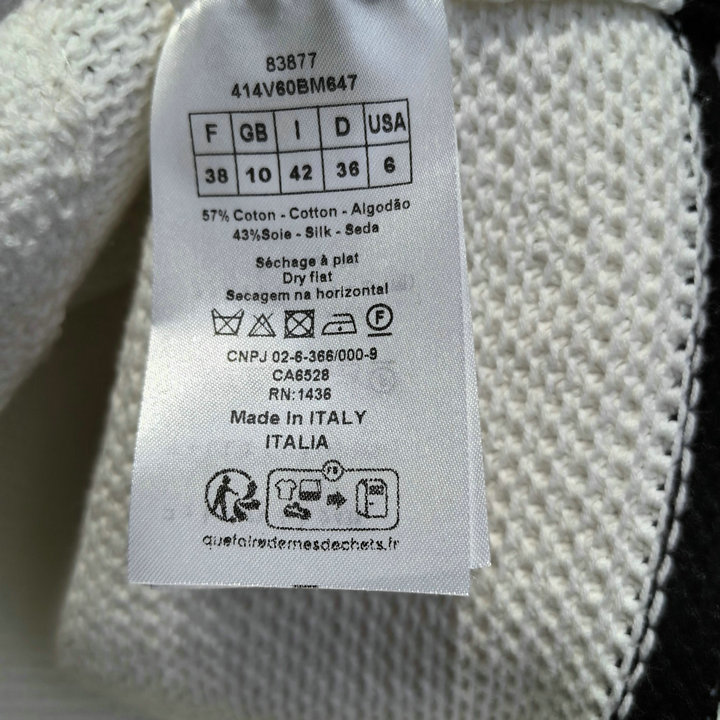 83877
414V60BM647
F GB I D USA
38 10 42 36 6
57% Coton - Cotton - Algodão
43%Soie - Silk - Seda
Séchage à plat
Dry flat
Secagem na horizontal
F
CNPJ 02-6-366/000-9
CA6528
RN:1436
Made In ITALY
ITALIA
FR
quefairedemesdechets.fr